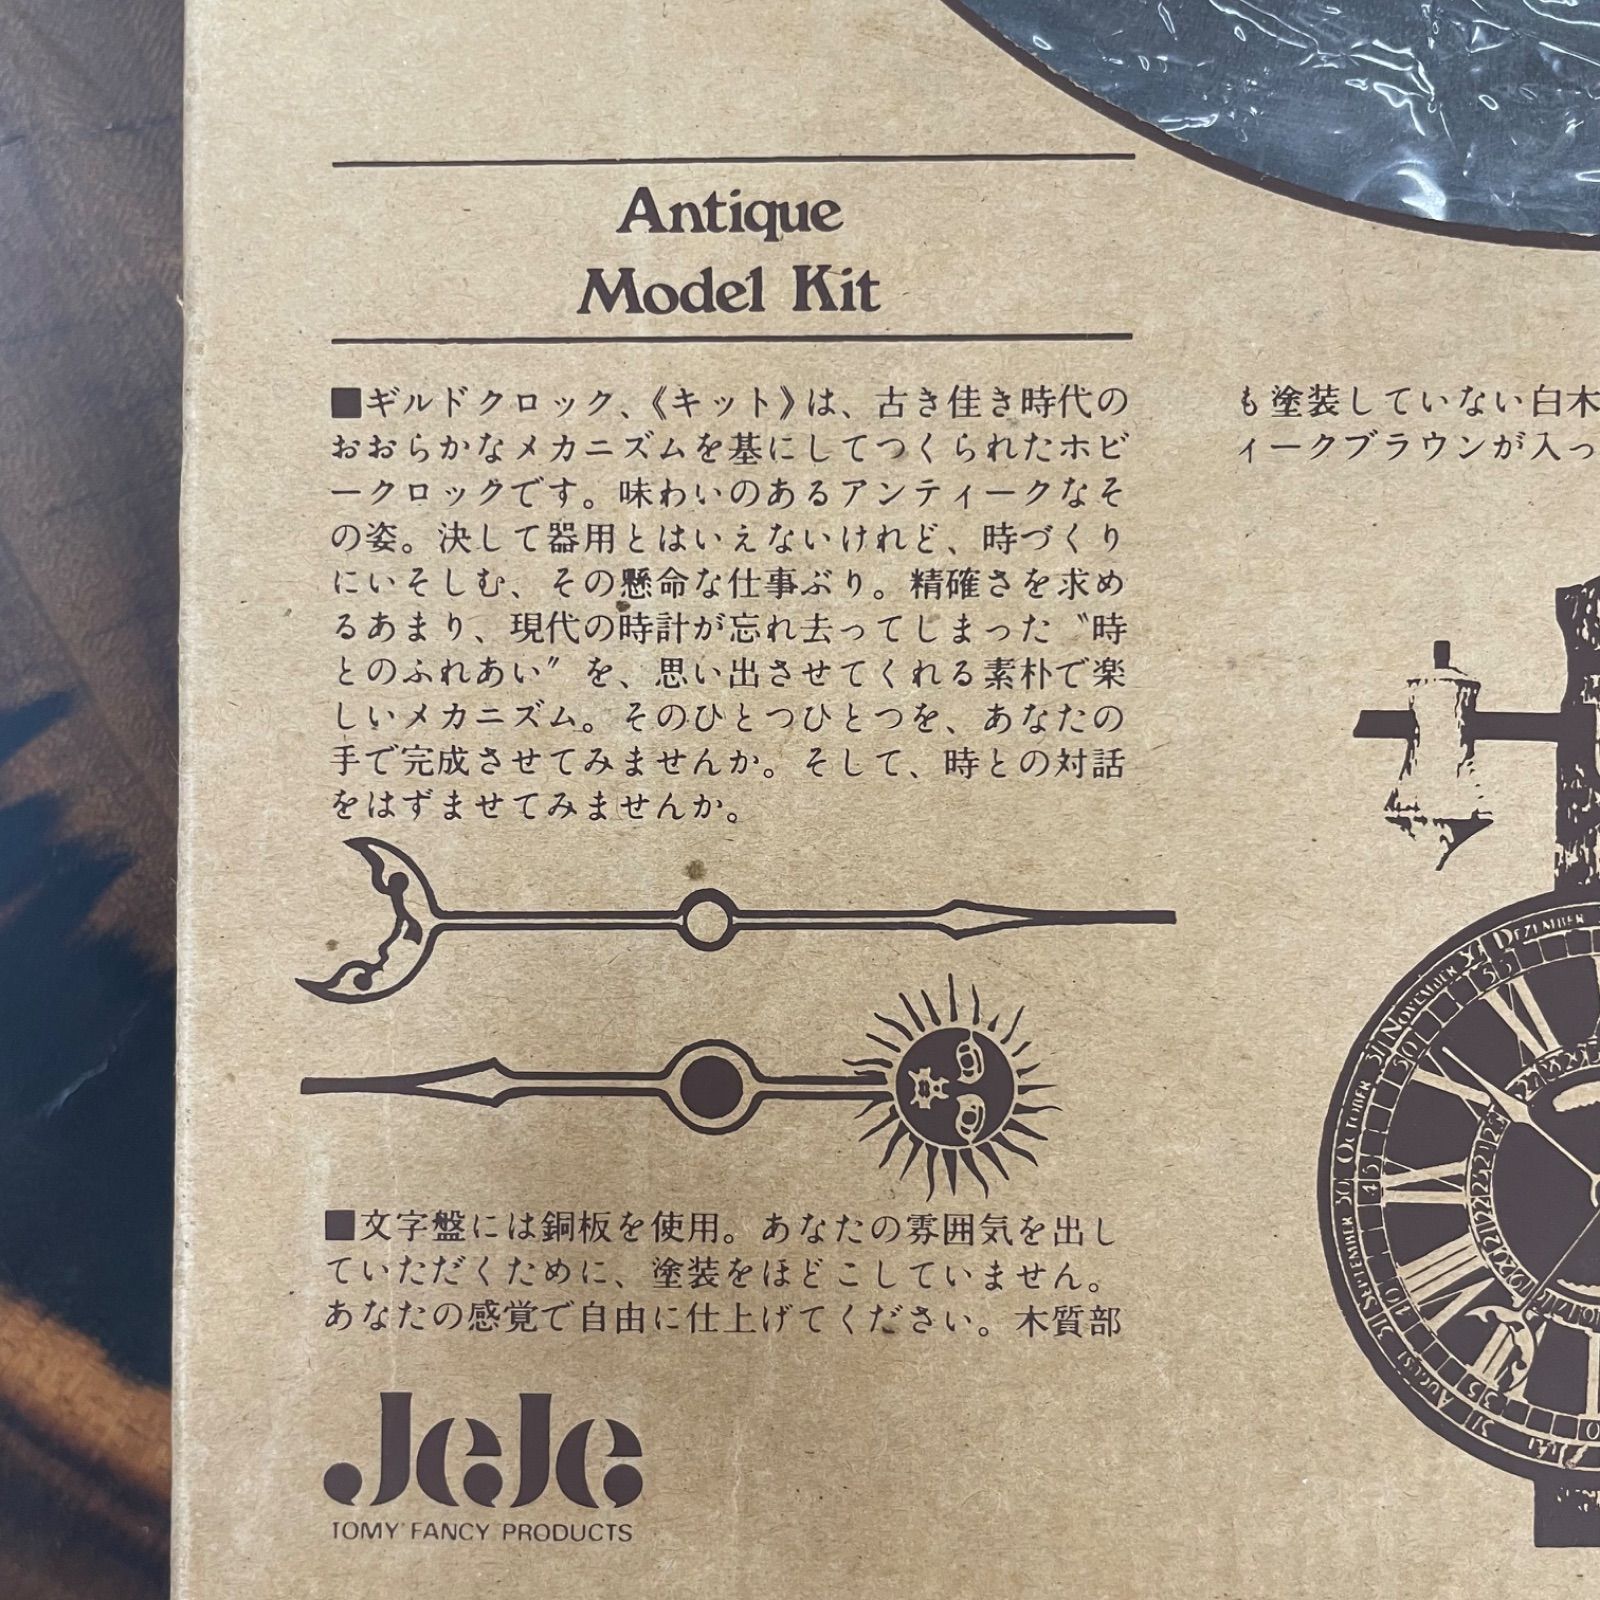 Antique
Model Kit
■ギルドクロック、《キット》は、古き佳き時代の
おおらかなメカニズムを基にしてつくられたホビ
ークロックです。味わいのあるアンティークなそ
の姿。決して器用とはいえないけれど、時づくり
にいそしむ、その懸命な仕事ぶり。精確さを求め
るあまり、現代の時計が忘れ去ってしまった〝時
とのふれあい〞を、思い出させてくれる素朴で楽
しいメカニズム。そのひとつひとつを、あなたの
手で完成させてみませんか。そして、時との対話
をはずませてみませんか。
■文字盤には銅板を使用。あなたの雰囲気を出し
ていただくために、塗装をほどこしていません。
あなたの感覚で自由に仕上げてください。木質部
も塗装していない白木
ィークブラウンが入っ
JeJe
TOMY FANCY PRODUCTS
DEZEMBER
31 NOVEMBER
30 OCTOBER
31 SEPTEMBER
31 AUGUST